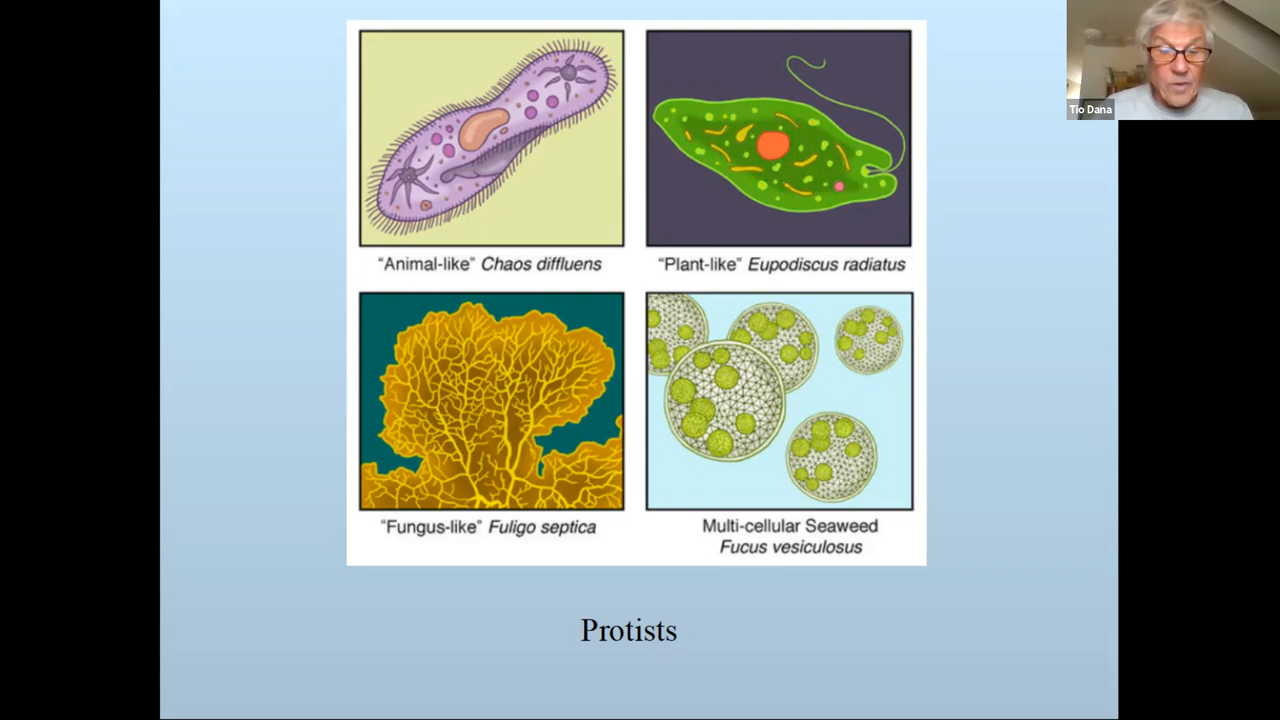 Tio Dana
“Animal-like” Chaos diffluens
“Plant-like” Eupodiscus radiatus
“Fungus-like” Fuligo septica
Multi-cellular Seaweed
Fucus vesiculosus
Protists